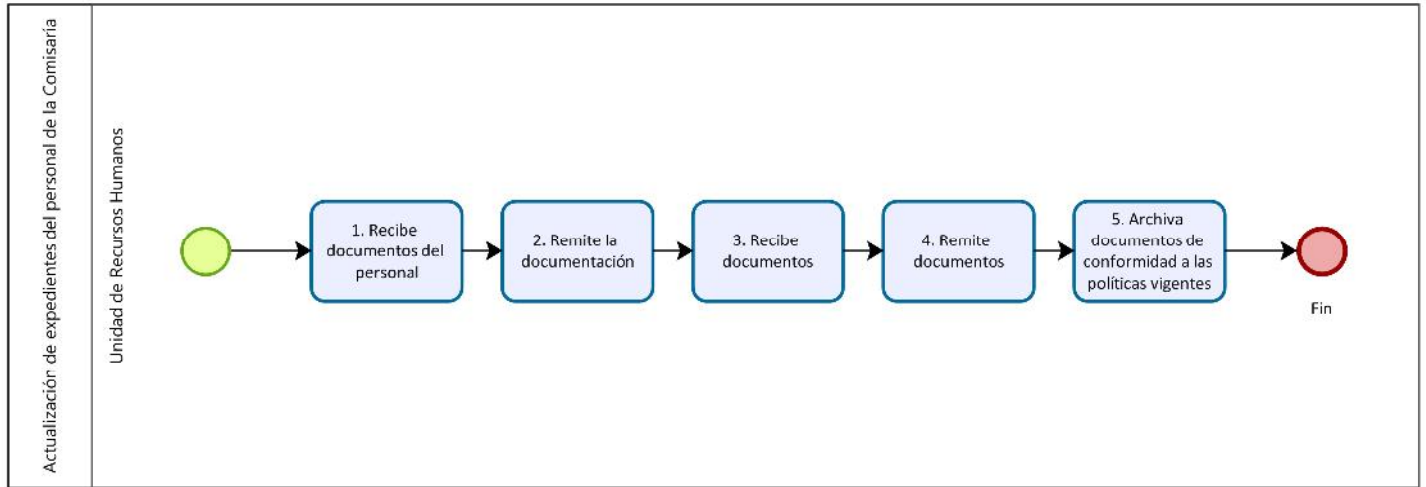 Actualización de expedientes del personal de la Comisaría
Unidad de Recursos Humanos
1. Recibe
documentos del
personal
2. Remite la
documentación
3. Recibe
documentos
4. Remite
documentos
5. Archiva
documentos de
conformidad a las
políticas vigentes
Fin